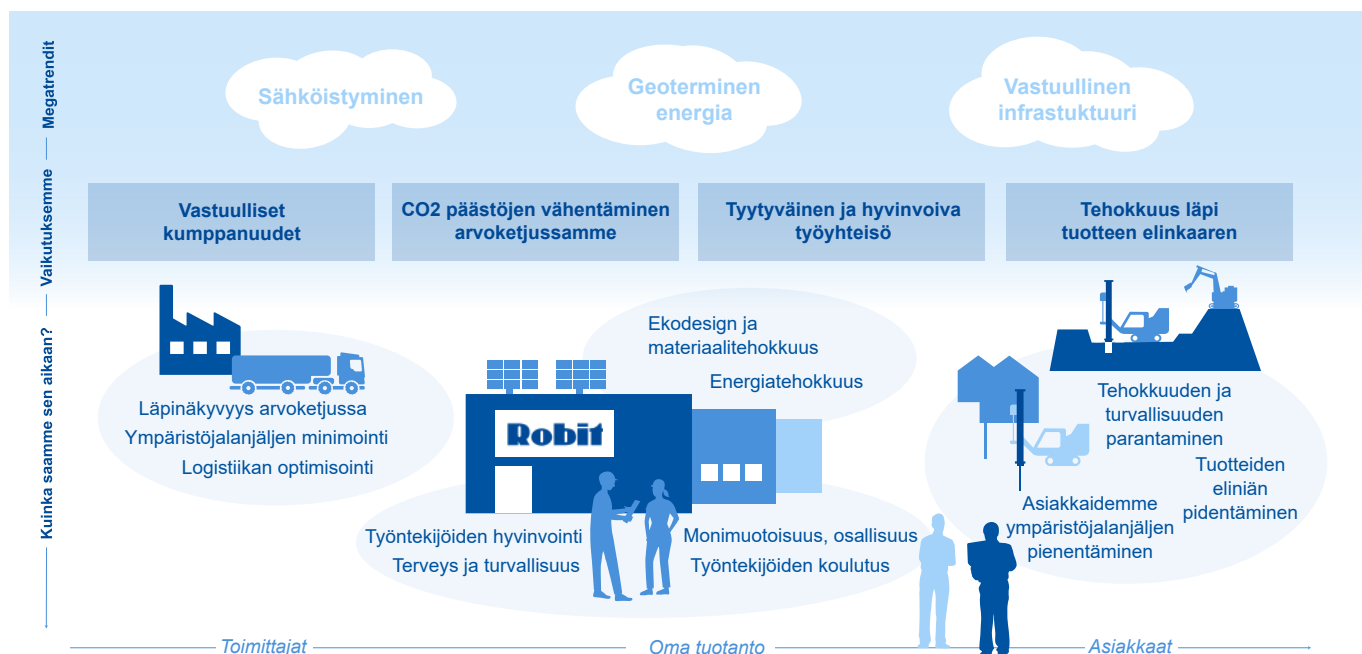 Megatrendit
Sähköistyminen
Geoterminen
energia
Vastuullinen
infrastuktuuri
Vaikutuksemme
Vastuulliset
kumppanuudet
CO2 päästöjen vähentäminen
arvoketjussamme
Tyytyväinen ja hyvinvoiva
työyhteisö
Tehokkuus läpi
tuotteen elinkaaren
Kuinka saamme sen aikaan?
Läpinäkyvyys arvoketjussa
Ympäristöjalanjäljen minimointi
Logistiikan optimisointi
Ekodesign ja
materiaalitehokkuus
Energiatehokkuus
Robit
Työntekijöiden hyvinvointi
Terveys ja turvallisuus
Monimuotoisuus, osallisuus
Työntekijöiden koulutus
Tehokkuuden ja
turvallisuuden
parantaminen
Tuotteiden
eliniän
pidentäminen
Asiakkaidemme
ympäristöjalanjäljen
pienentäminen
Toimittajat
Oma tuotanto
Asiakkaat